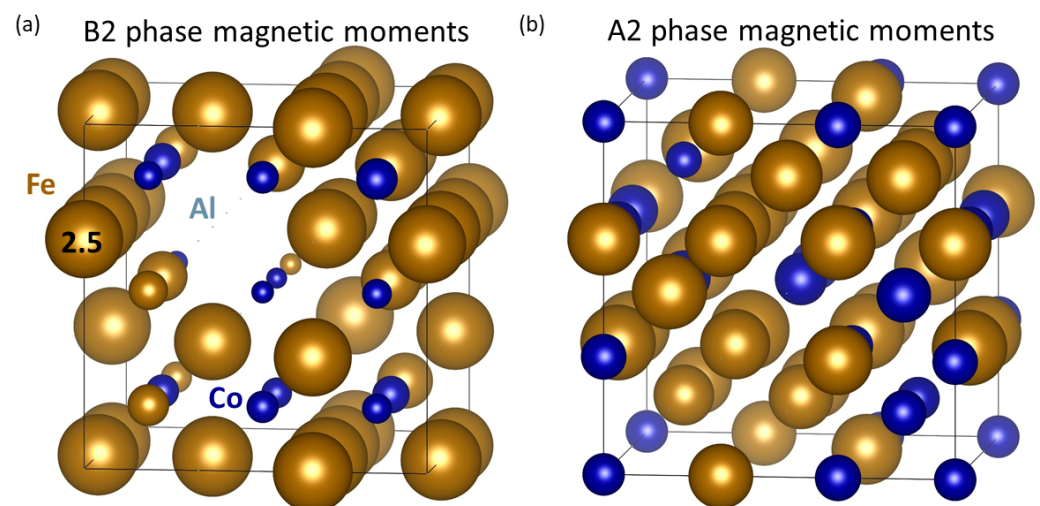 (a) B2 phase magnetic moments
(b) A2 phase magnetic moments
Fe
Al
2.5
Co